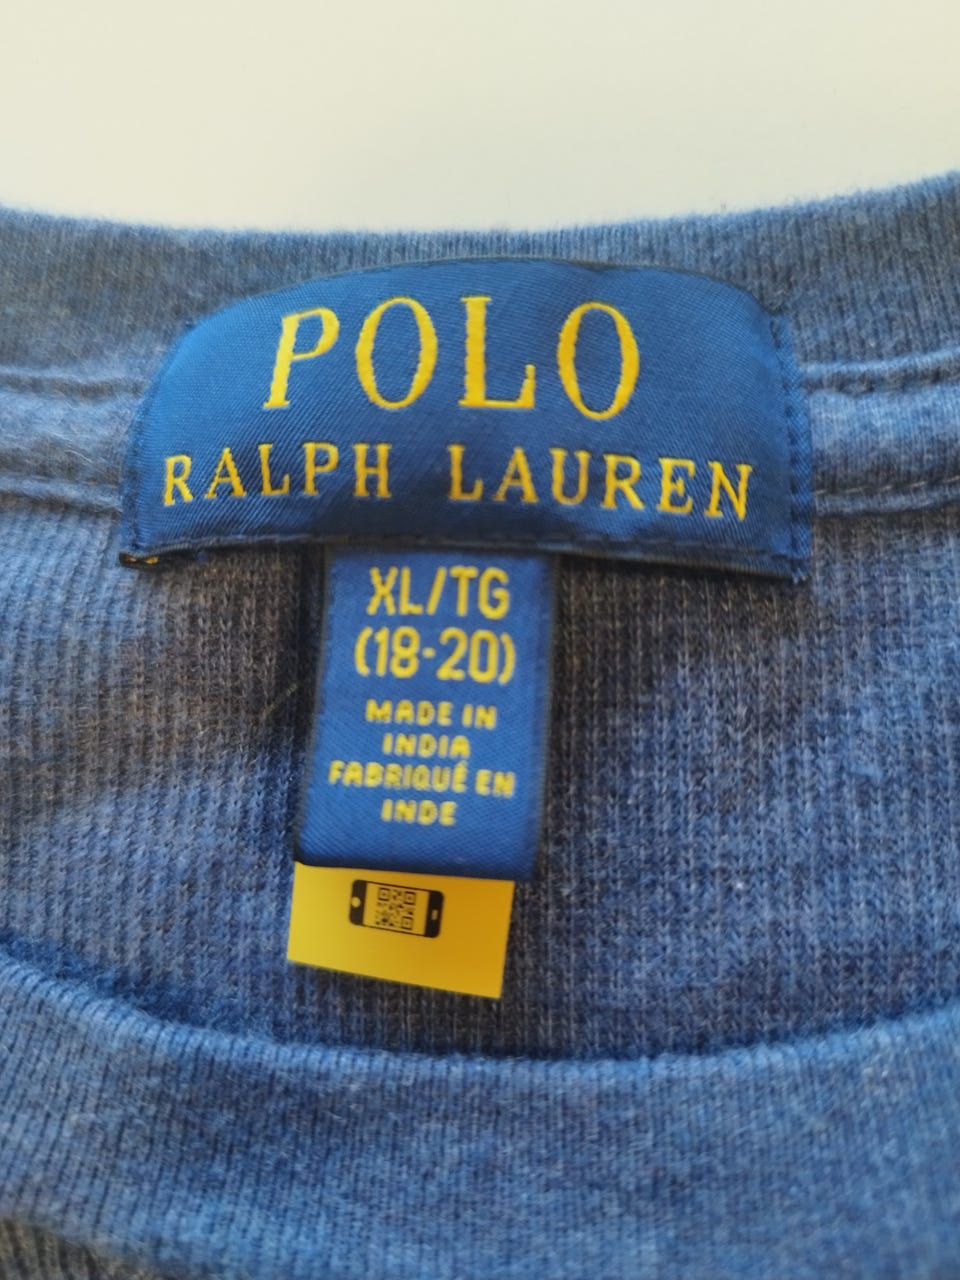 POLO
RALPH LAUREN
XL/TG
(18-20)
MADE IN
INDIA
FABRIQUÉ EN
INDE